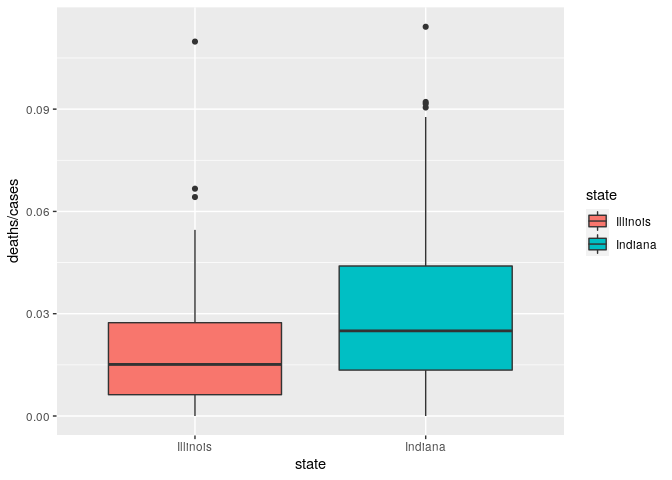 deaths/cases
0.09
0.06
0.03
0.00
Illinois
Indiana
state
state
Illinois
Indiana